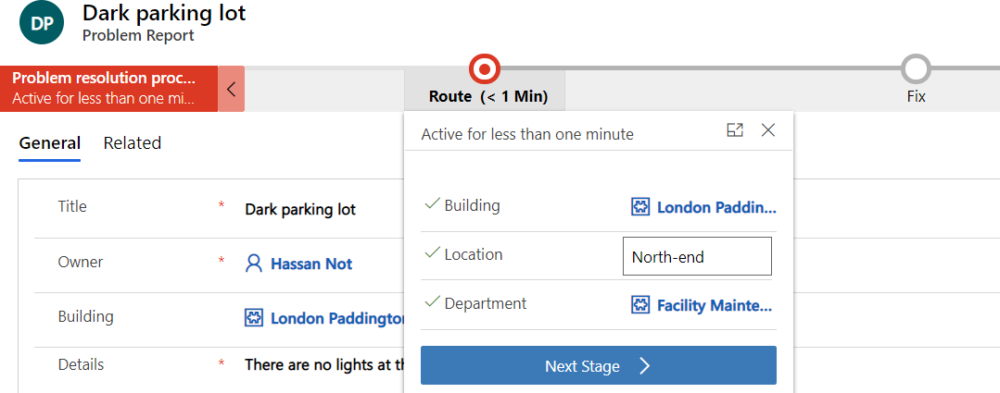 DP
Dark parking lot
Problem Report
Problem resolution proc...
Active for less than one mi...
Route (< 1 Min)
Fix
General Related
Active for less than one minute
Title * Dark parking lot
Owner * Hassan Not
Building London Paddington
Details * There are no lights at
Building London Paddin...
Location North-end
Department Facility Mainte...
Next Stage